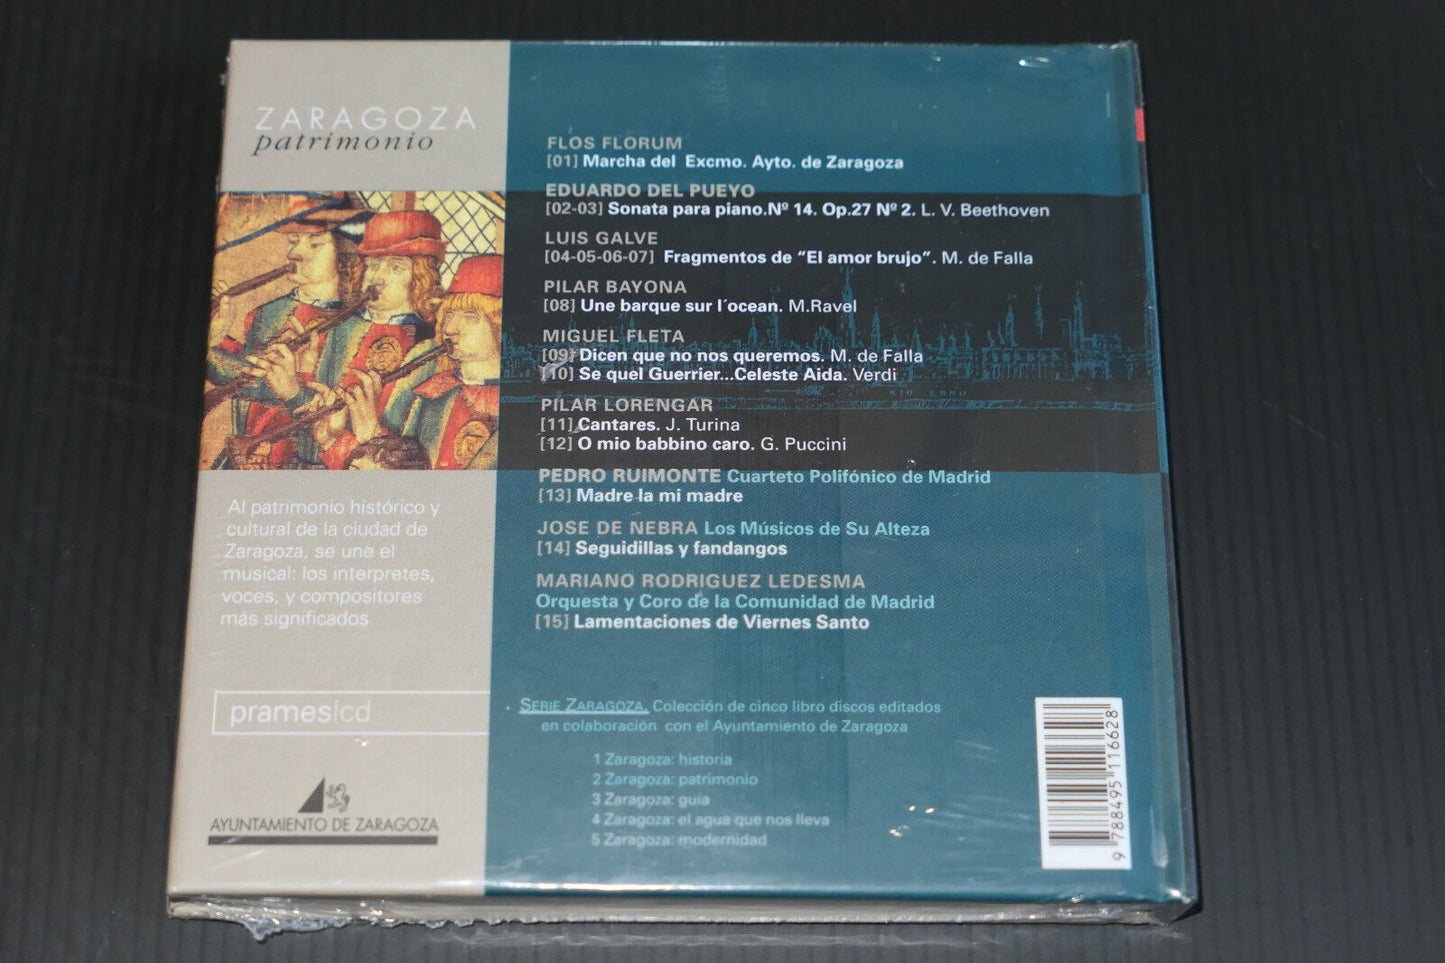 ZARAGOZA
patrimonio
Al patrimonio histórico y
cultural de la ciudad de
Zaragoza, se une el
musical: los interpretes,
voces, y compositores
más significados
prames|cd
AYUNTAMIENTO DE ZARAGOZA
FLOS FLORUM
[01] Marcha del Excmo. Ayto. de Zaragoza
EDUARDO DEL PUEYO
[02-03] Sonata para piano.Nº 14. Op.27 Nº 2. L. V. Beethoven
LUIS GALVE
[04-05-06-07] Fragmentos de “El amor brujo”. M. de Falla
PILAR BAYONA
[08] Une barque sur l´ocean. M.Ravel
MIGUEL FLETA
[09] Dicen que no nos queremos. M. de Falla
[10] Se quel Guerrier...Celeste Aida. Verdi
RIO EBRO
PILAR LORENGAR
[11] Cantares. J. Turina
[12] O mio babbino caro. G. Puccini
PEDRO RUIMONTE Cuarteto Polifónico de Madrid
[13] Madre la mi madre
JOSE DE NEBRA Los Músicos de Su Alteza
[14] Seguidillas y fandangos
MARIANO RODRIGUEZ LEDESMA
Orquesta y Coro de la Comunidad de Madrid
[15] Lamentaciones de Viernes Santo
SERIE ZARAGOZA. Colección de cinco libro discos editados
en colaboración con el Ayuntamiento de Zaragoza
1 Zaragoza: historia
2 Zaragoza: patrimonio
3 Zaragoza: guia
4 Zaragoza: el agua que nos lleva
5 Zaragoza: modernidad
9 788495 116628